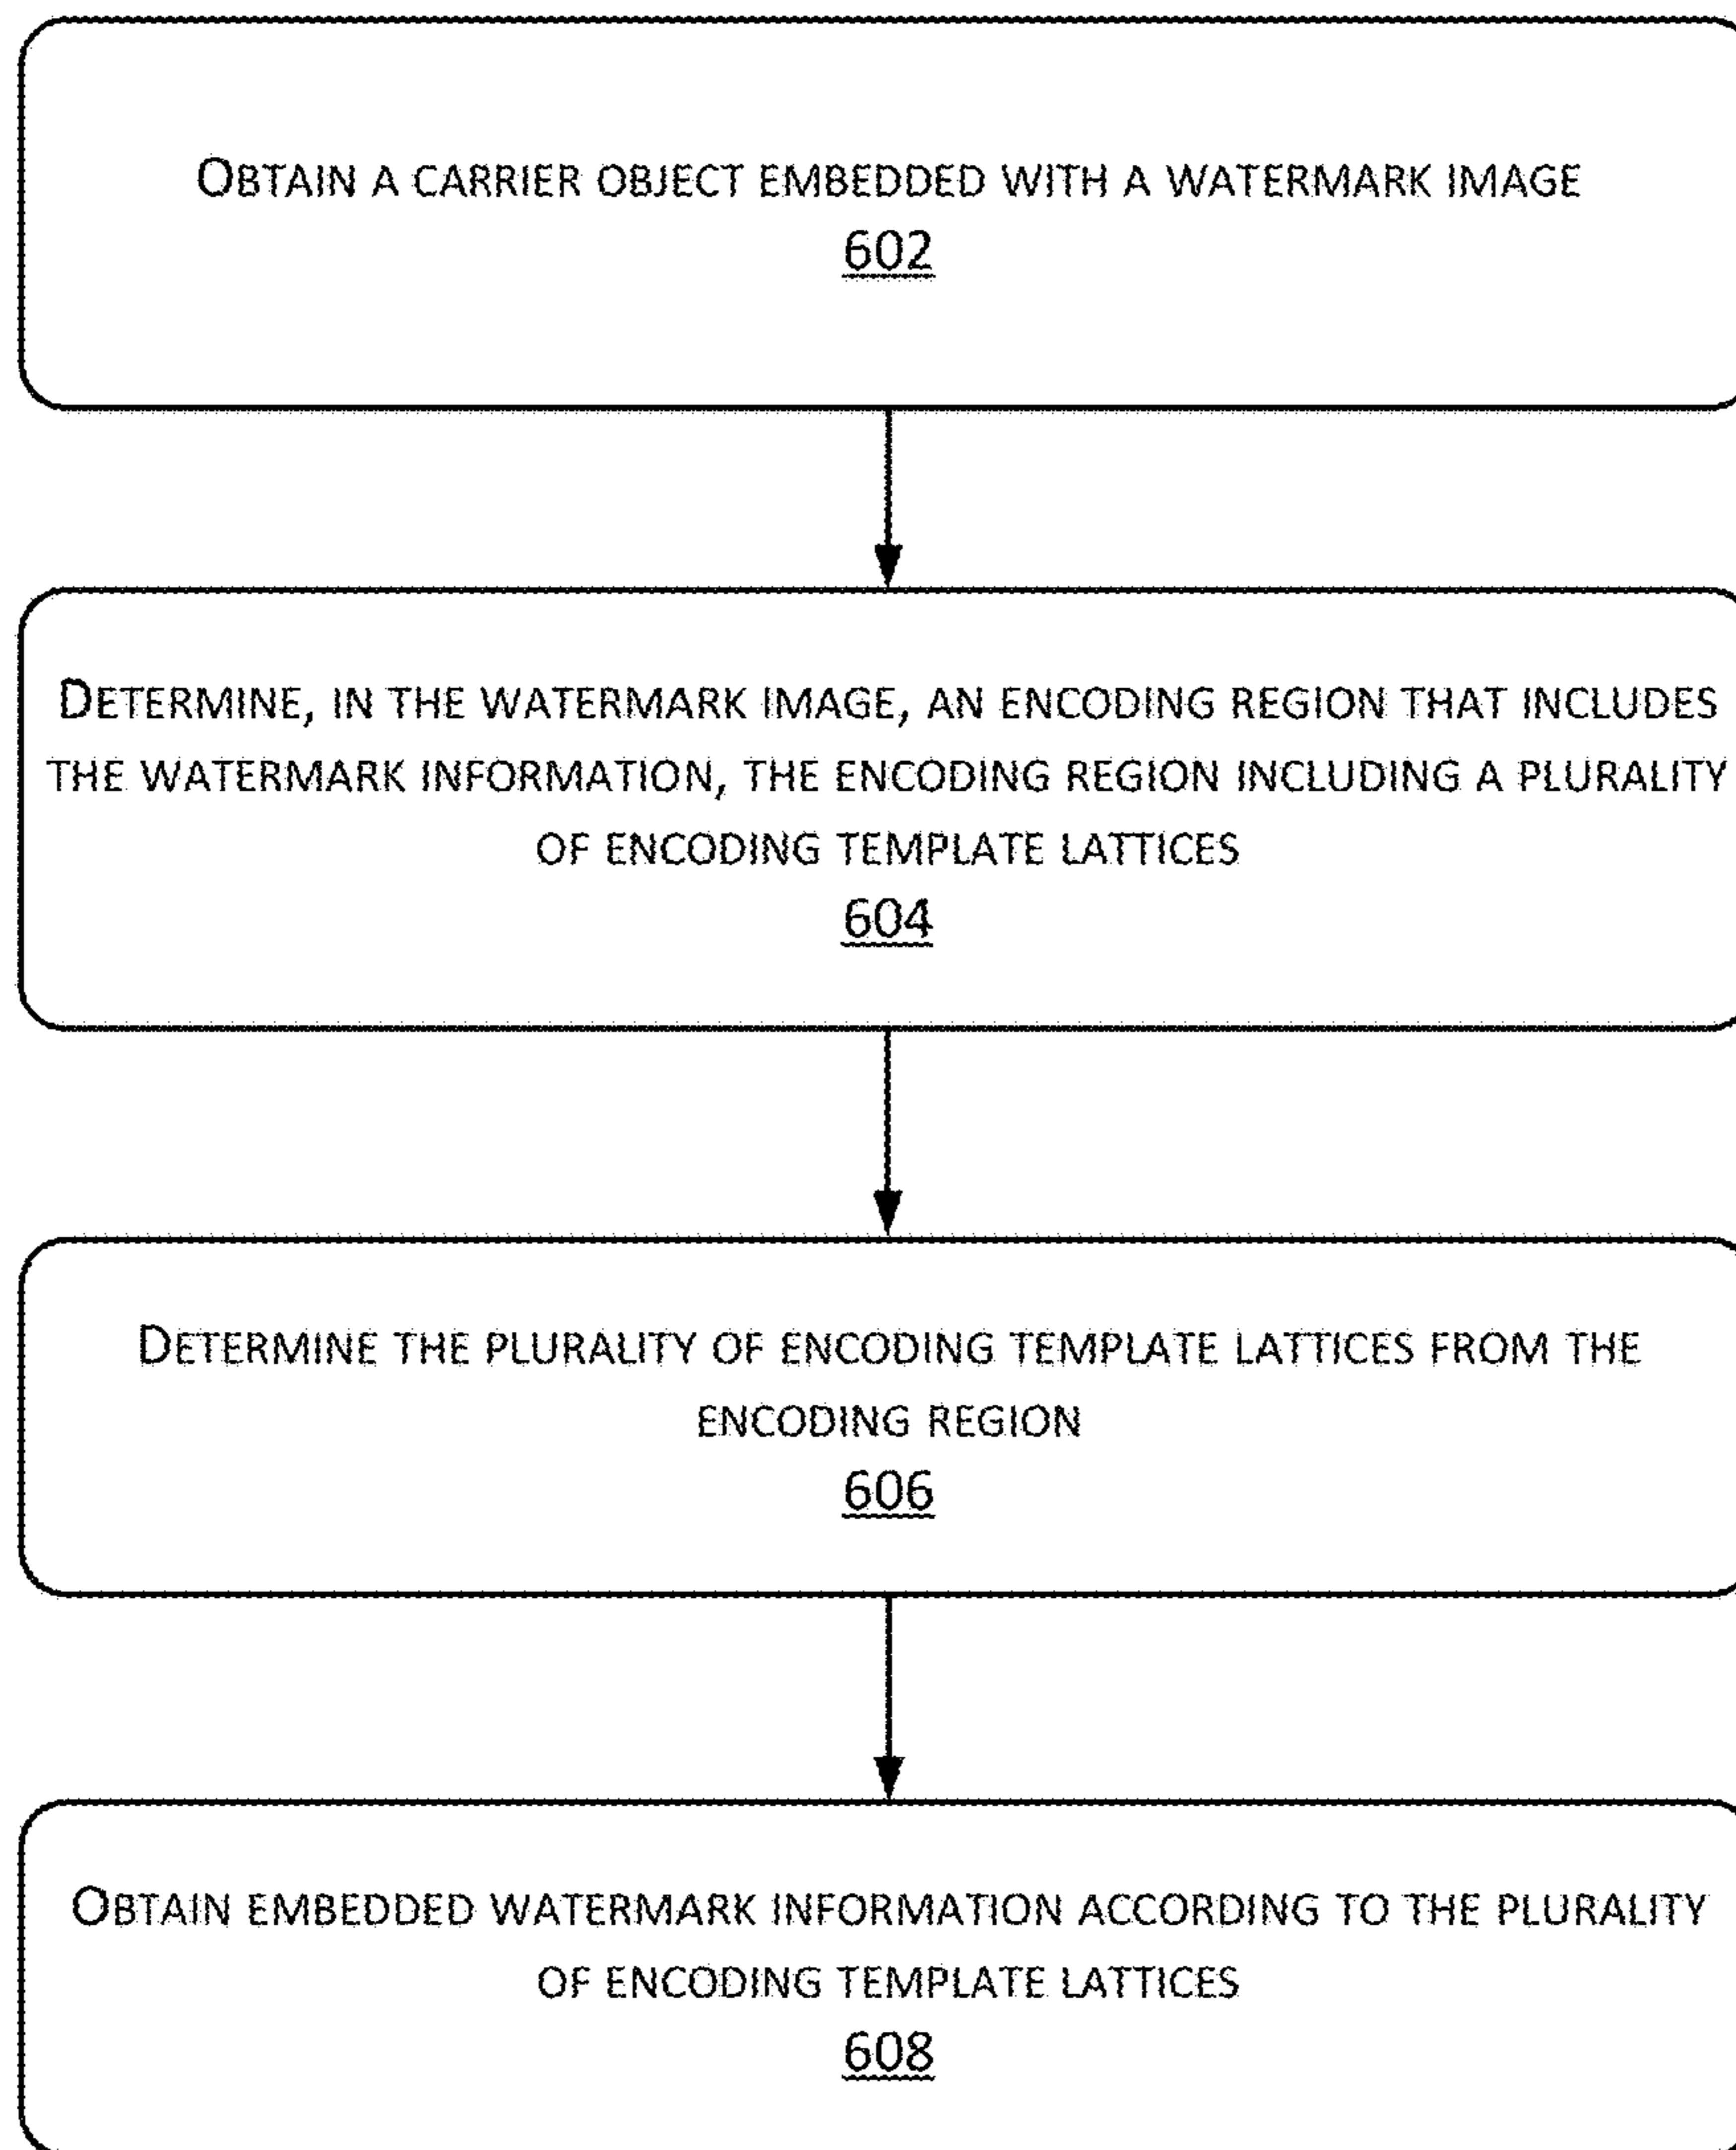 OBTAIN A CARRIER OBJECT EMBEDDED WITH A WATERMARK IMAGE
602
DETERMINE, IN THE WATERMARK IMAGE, AN ENCODING REGION THAT INCLUDES
THE WATERMARK INFORMATION, THE ENCODING REGION INCLUDING A PLURALITY
OF ENCODING TEMPLATE LATTICES
604
DETERMINE THE PLURALITY OF ENCODING TEMPLATE LATTICES FROM THE
ENCODING REGION
606
OBTAIN EMBEDDED WATERMARK INFORMATION ACCORDING TO THE PLURALITY
OF ENCODING TEMPLATE LATTICES
608